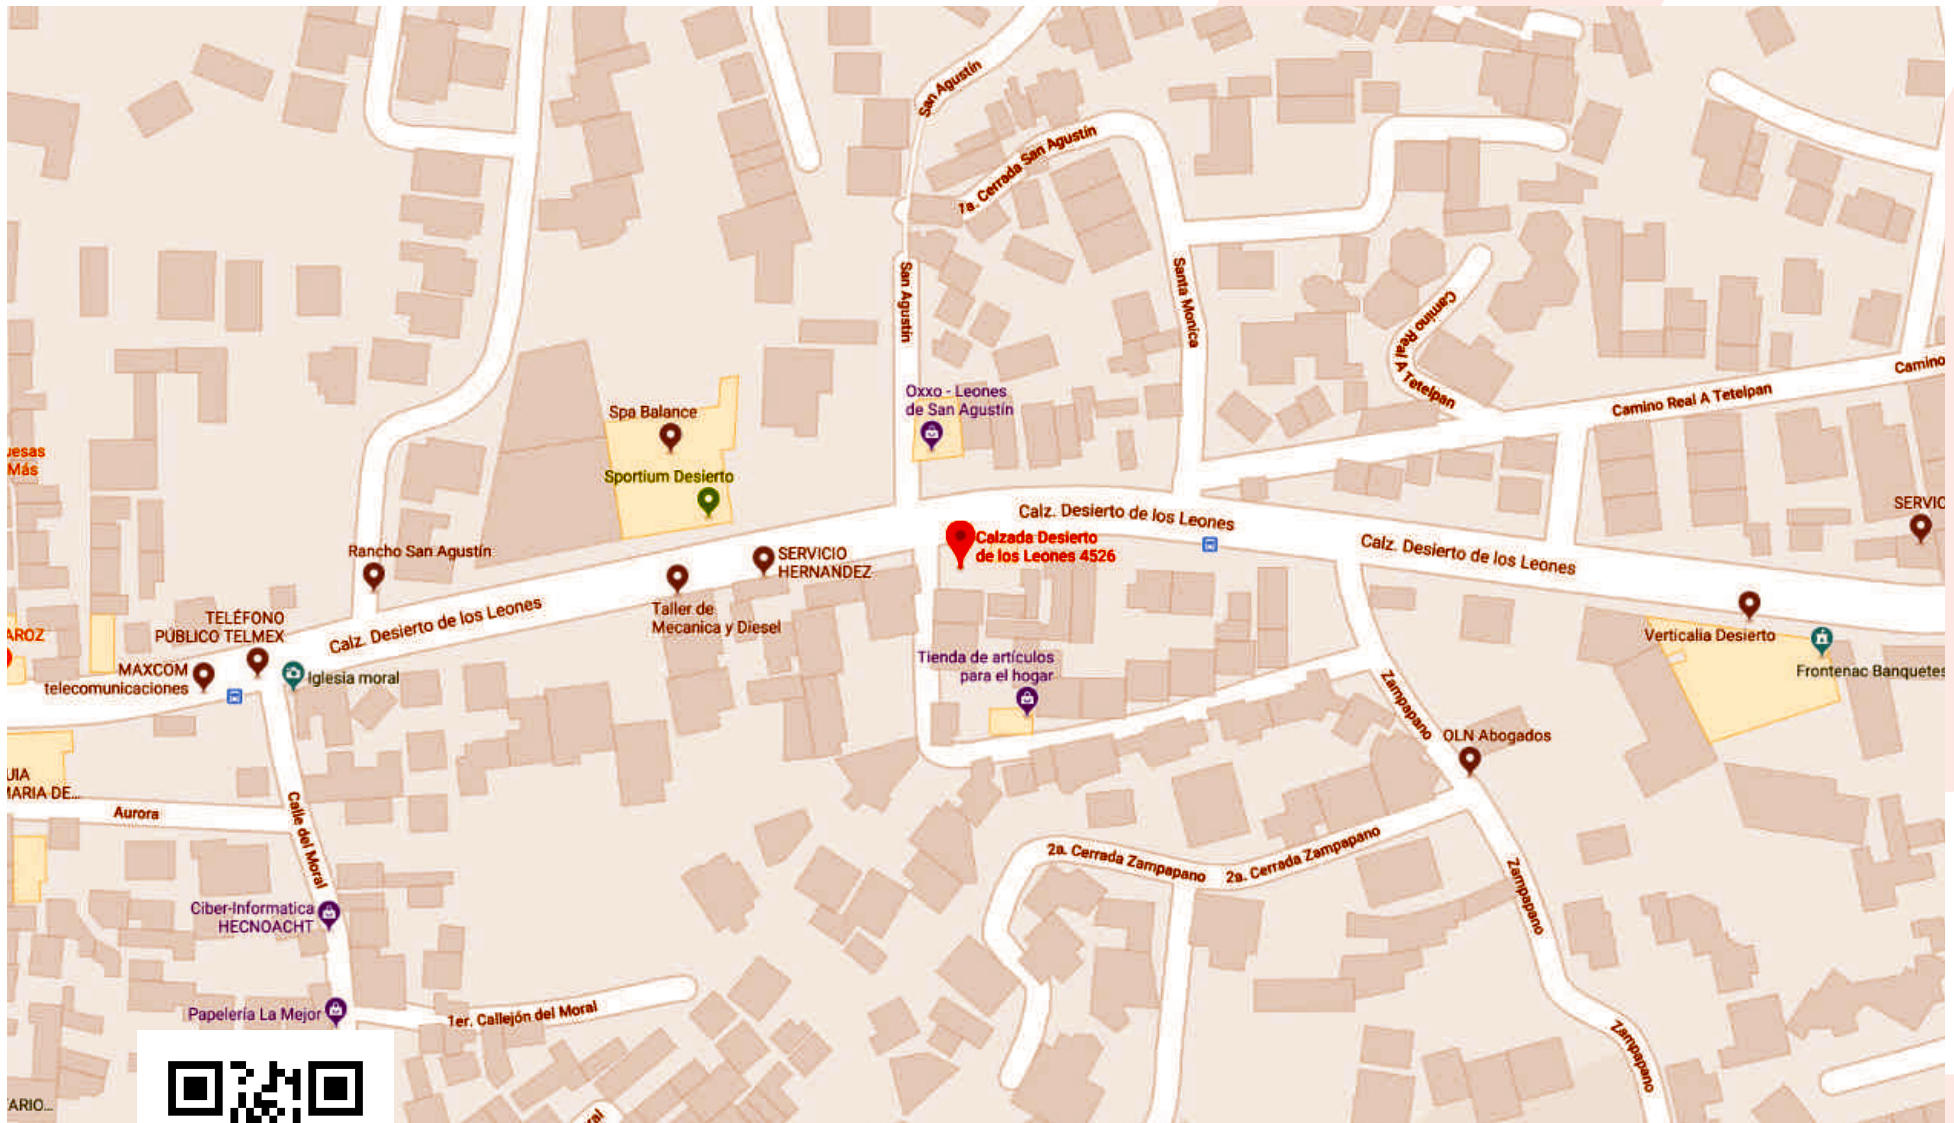 San Agustín
1a. Cerrada San Agustín
San Agustín
Santa Monica
Camino Real A Tetelpan
Camino
Camino Real A Tetelpan
Oxxo - Leones
de San Agustín
Spa Balance
Sportium Desierto
Más
Calz. Desierto de los Leones
Calzada Desierto
de los Leones 4526
Calz. Desierto de los Leones
SERVIC
Rancho San Agustín
SERVICIO
HERNANDEZ
Taller de
Mecanica y Diesel
Calz. Desierto de los Leones
TELÉFONO
PÚBLICO TELMEX
MAXCOM
telecomunicaciones
Iglesia moral
Tienda de artículos
para el hogar
Verticalia Desierto
Frontenac Banquetes
Zampapano
OLN Abogados
MARIA DE...
Aurora
Calle del Moral
2a. Cerrada Zampapano
2a. Cerrada Zampapano
Zampapano
Ciber-Informatica
HECNOACHT
Papelería La Mejor
1er. Callejón del Moral
Zampapano
ARIO...